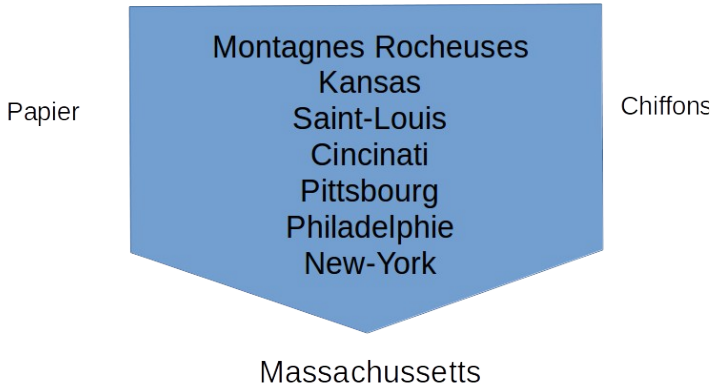 Montagnes Rocheuses
Kansas
Papier
Chiffons
Saint-Louis
Cincinati
Pittsbourg
Philadelphie
New-York
Massachussetts